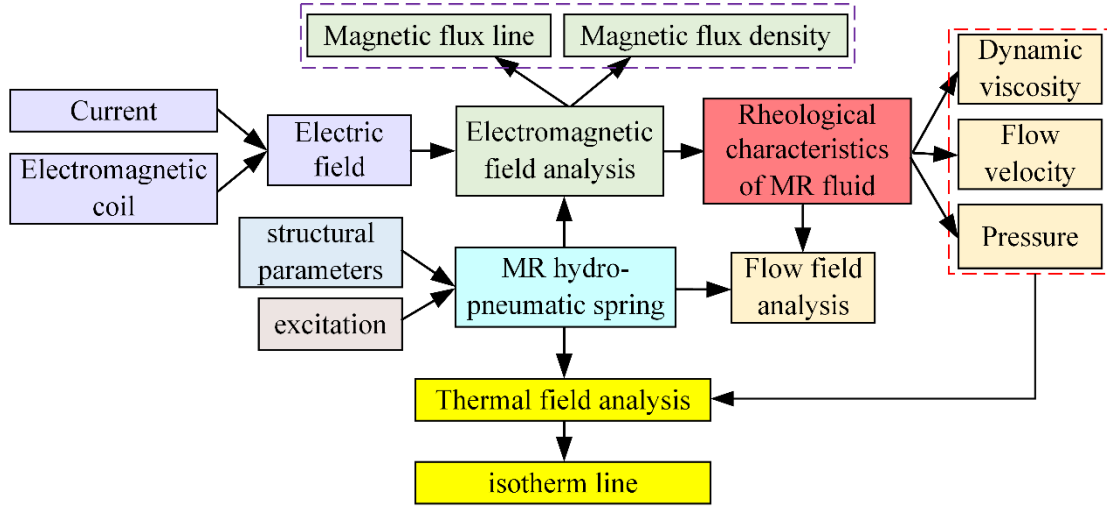 Magnetic flux line
Magnetic flux density
Dynamic
viscosity
Current
Electric
field
Electromagnetic
field analysis
Rheological
characteristics
of MR fluid
Flow
velocity
Electromagnetic
coil
structural
parameters
MR hydro-
pneumatic spring
Flow field
analysis
Pressure
excitation
Thermal field analysis
isotherm line